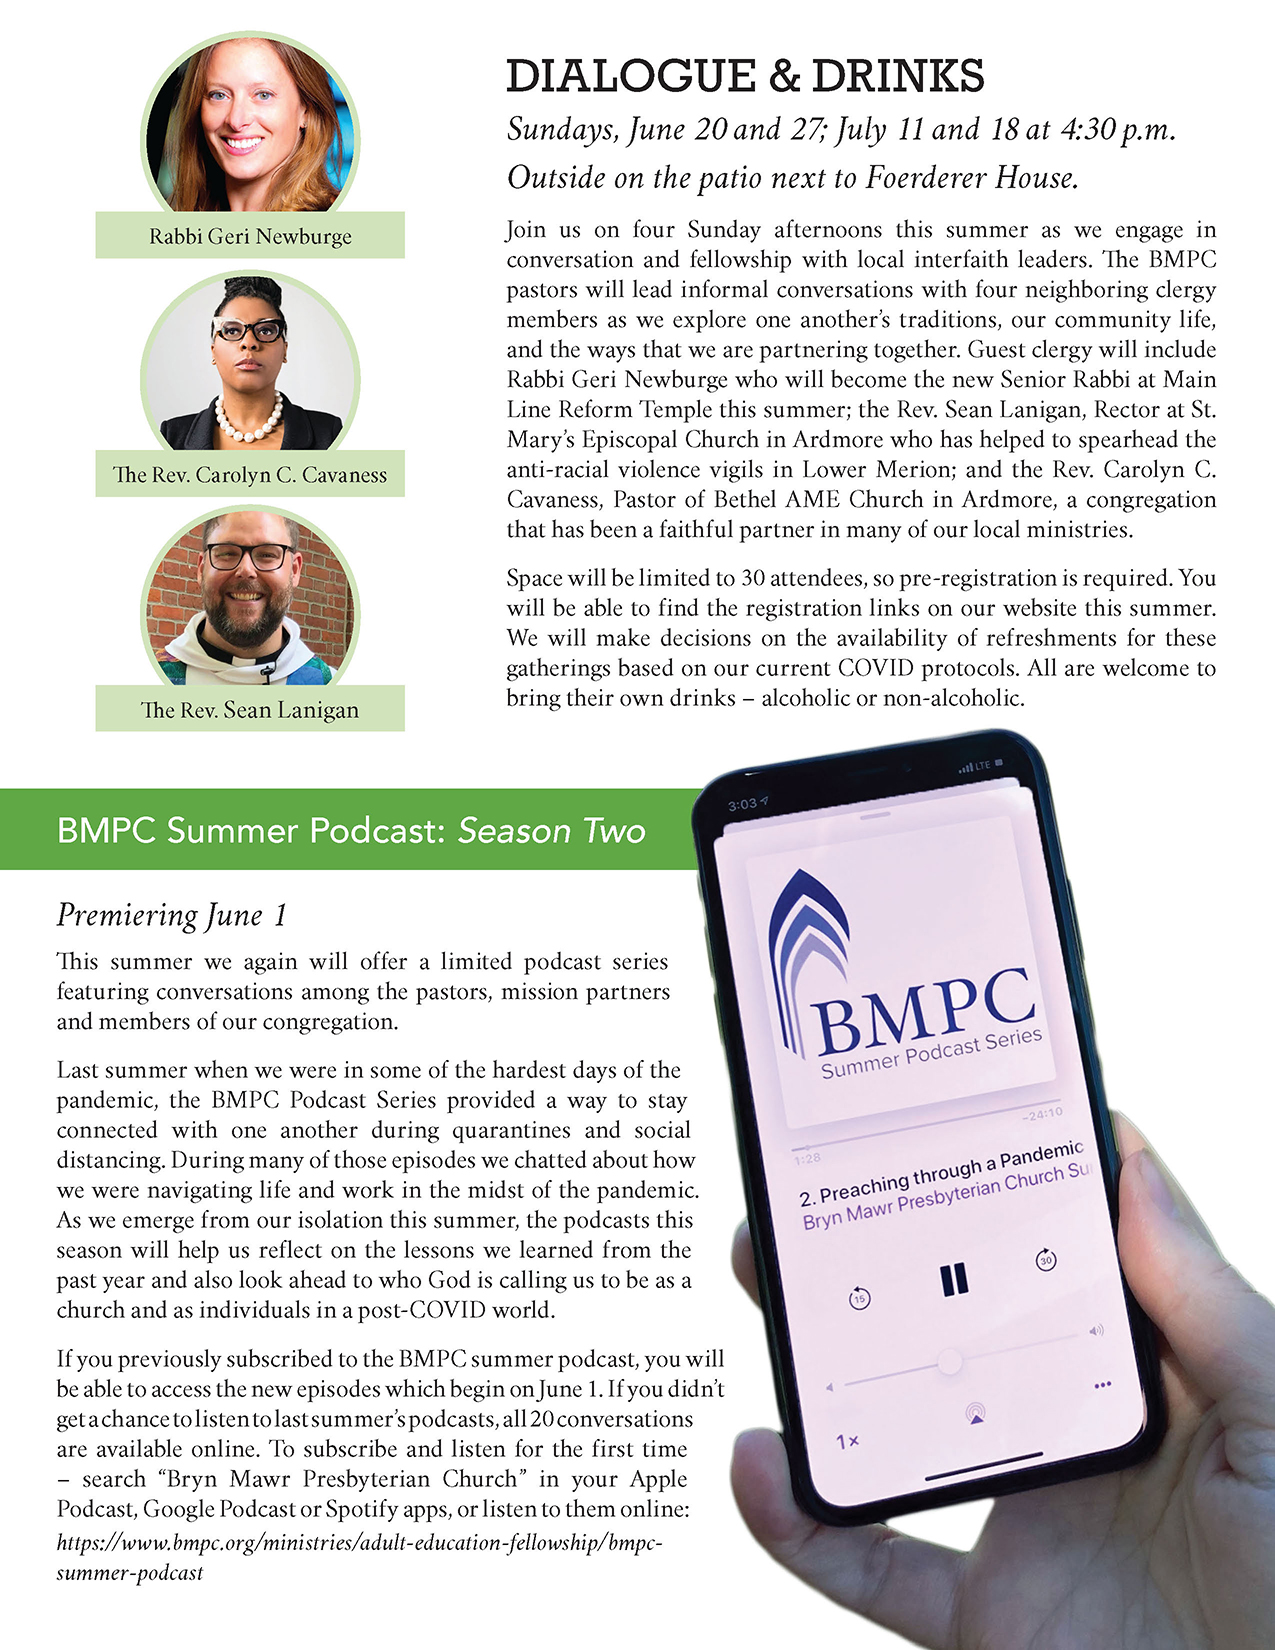 Rabbi Geri Newburge
The Rev. Carolyn C. Cavaness
The Rev. Sean Lanigan
DIALOGUE & DRINKS
Sundays, June 20 and 27; July 11 and 18 at 4:30 p.m.
Outside on the patio next to Foerderer House.
Join us on four Sunday afternoons this summer as we engage in
conversation and fellowship with local interfaith leaders. The BMPC
pastors will lead informal conversations with four neighboring clergy
members as we explore one another's traditions, our community life,
and the ways that we are partnering together. Guest clergy will include
Rabbi Geri Newburge who will become the new Senior Rabbi at Main
Line Reform Temple this summer; the Rev. Sean Lanigan, Rector at St.
Mary's Episcopal Church in Ardmore who has helped to spearhead the
anti-racial violence vigils in Lower Merion; and the Rev. Carolyn C.
Cavaness, Pastor of Bethel AME Church in Ardmore, a congregation
that has been a faithful partner in many of our local ministries.
Space will be limited to 30 attendees, so pre-registration is required. You
will be able to find the registration links on our website this summer.
We will make decisions on the availability of refreshments for these
gatherings based on our current COVID protocols. All are welcome to
bring their own drinks – alcoholic or non-alcoholic.
BMPC Summer Podcast: Season Two
Premiering June 1
This summer we again will offer a limited podcast series
featuring conversations among the pastors, mission partners
and members of our congregation.
Last summer when we were in some of the hardest days of the
pandemic, the BMPC Podcast Series provided a way to stay
connected with one another during quarantines and social
distancing. During many of those episodes we chatted about how
we were navigating life and work in the midst of the pandemic.
As we emerge from our isolation this summer, the podcasts this
season will help us reflect on the lessons we learned from the
past year and also look ahead to who God is calling us to be as a
church and as individuals in a post-COVID world.
If you previously subscribed to the BMPC summer podcast, you will
be able to access the new episodes which begin on June 1. If you didn't
get a chance to listen to last summer's podcasts, all 20 conversations
are available online. To subscribe and listen for the first time
– search “Bryn Mawr Presbyterian Church” in your Apple
Podcast, Google Podcast or Spotify apps, or listen to them online:
https://www.bmpc.org/ministries/adult-education-fellowship/bmpc-
summer-podcast
3:03
LTE
BMPC
Summer Podcast Series
1:28
-24:10
2. Preaching through a Pandemic
Bryn Mawr Presbyterian Church Su
15
30
1x